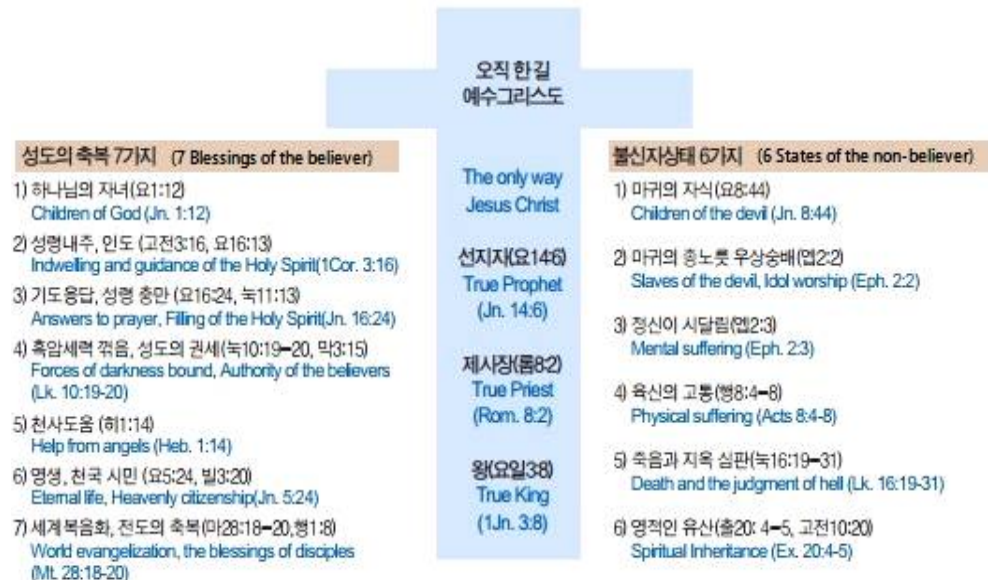 오직 한길
예수그리스도
성도의 축복 7가지 (7 Blessings of the believer)
1) 하나님의 자녀(요1:12)
Children of God (Jn. 1:12)
2) 성령내주, 인도 (고전3:16, 요16:13)
Indwelling and guidance of the Holy Spirit(1Cor. 3:16)
3) 기도응답, 성령 충만 (요16:24, 눅11:13)
Answers to prayer, Filling of the Holy Spirit(Jn. 16:24)
4) 흑암세력 꺾음, 성도의 권세(눅10:19-20, 막3:15)
Forces of darkness bound, Authority of the believers
(Lk. 10:19-20)
5) 천사도움 (히1:14)
Help from angels (Heb. 1:14)
6) 영생, 천국 시민 (요5:24, 빌3:20)
Eternal life, Heavenly citizenship(Jn. 5:24)
7) 세계복음화, 전도의 축복(마28:18-20,행1:8)
World evangelization, the blessings of disciples
(Mt. 28:18-20)
The only way
Jesus Christ
선지자(요14:6)
True Prophet
(Jn. 14:6)
제사장(롬8:2)
True Priest
(Rom. 8:2)
왕(요일3:8)
True King
(1Jn. 3:8)
불신자상태 6가지 (6 States of the non-believer)
1) 마귀의 자식(요8:44)
Children of the devil (Jn. 8:44)
2) 마귀의 종노릇 우상숭배(엡2:2)
Slaves of the devil, Idol worship (Eph. 2:2)
3) 정신이 시달림(엡2:3)
Mental suffering (Eph. 2:3)
4) 육신의 고통(행8:4-8)
Physical suffering (Acts 8:4-8)
5) 죽음과 지옥 심판(눅16:19-31)
Death and the judgment of hell (Lk. 16:19-31)
6) 영적인 유산(출20: 4-5, 고전10:20)
Spiritual Inheritance (Ex. 20:4-5)